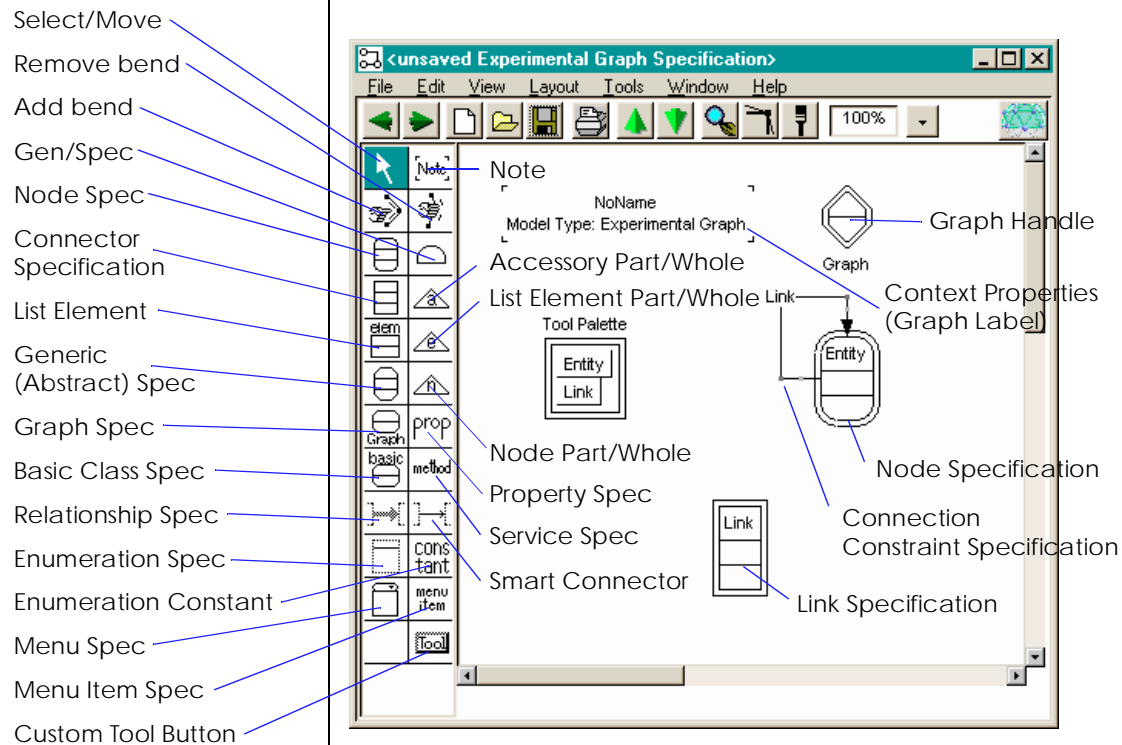 Select/Move
Remove bend
Add bend
Gen/Spec
Node Spec
Connector
Specification
List Element
Generic
(Abstract) Spec
Graph Spec
Basic Class Spec
Relationship Spec
Enumeration Spec
Enumeration Constant
Menu Spec
Menu Item Spec
Custom Tool Button
<unsaved Experimental Graph Specification>
File Edit View Layout Tools Window Help
100%
[Note]
elem
a
e
n
Graph
prop
basic
method
cons
tant
menu
item
Tool
Note
NoName
Model Type: Experimental Graph
Graph Handle
Graph
Accessory Part/Whole
List Element Part/Whole
Link
Context Properties
(Graph Label)
Tool Palette
Entity
Link
Entity
Node Part/Whole
Node Specification
Property Spec
Link
Service Spec
Connection
Constraint Specification
Smart Connector
Link Specification